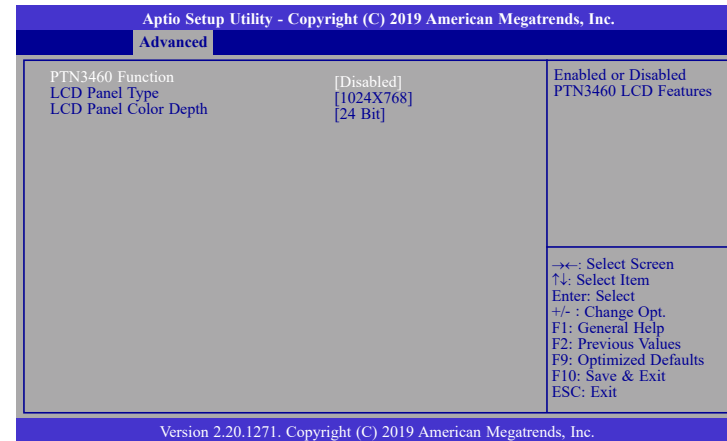 Aptio Setup Utility - Copyright (C) 2019 American Megatrends, Inc.
Advanced
PTN3460 Function [Disabled]
LCD Panel Type [1024X768]
LCD Panel Color Depth [24 Bit]
Enabled or Disabled
PTN3460 LCD Features
→←: Select Screen
↑↓: Select Item
Enter: Select
+/- : Change Opt.
F1: General Help
F2: Previous Values
F9: Optimized Defaults
F10: Save & Exit
ESC: Exit
Version 2.20.1271. Copyright (C) 2019 American Megatrends, Inc.